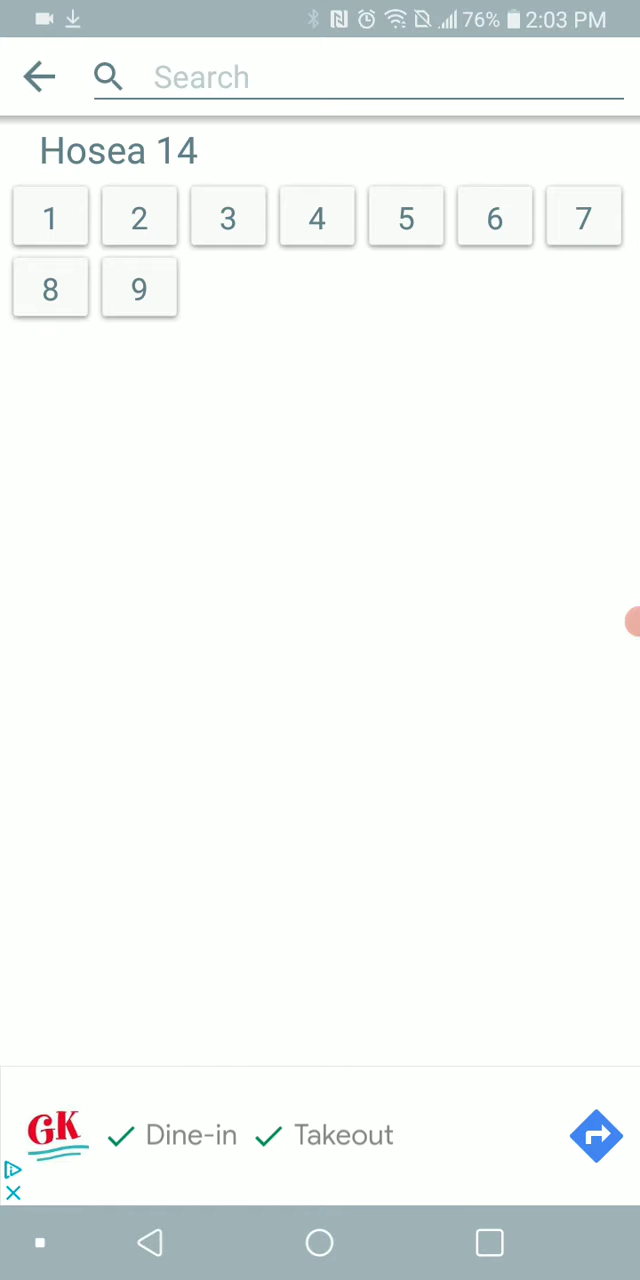 76% 2:03 PM
Search
Hosea 14
1 2 3 4 5 6 7
8 9
GK Dine-in Takeout